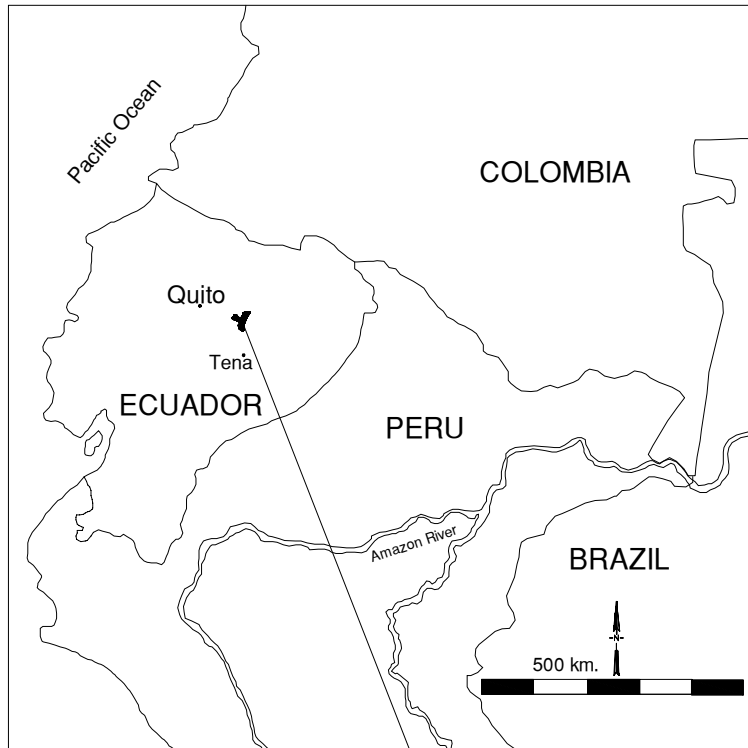 Pacific Ocean
COLOMBIA
Quito
Tena
ECUADOR
PERU
Amazon River
BRAZIL
N
500 km.